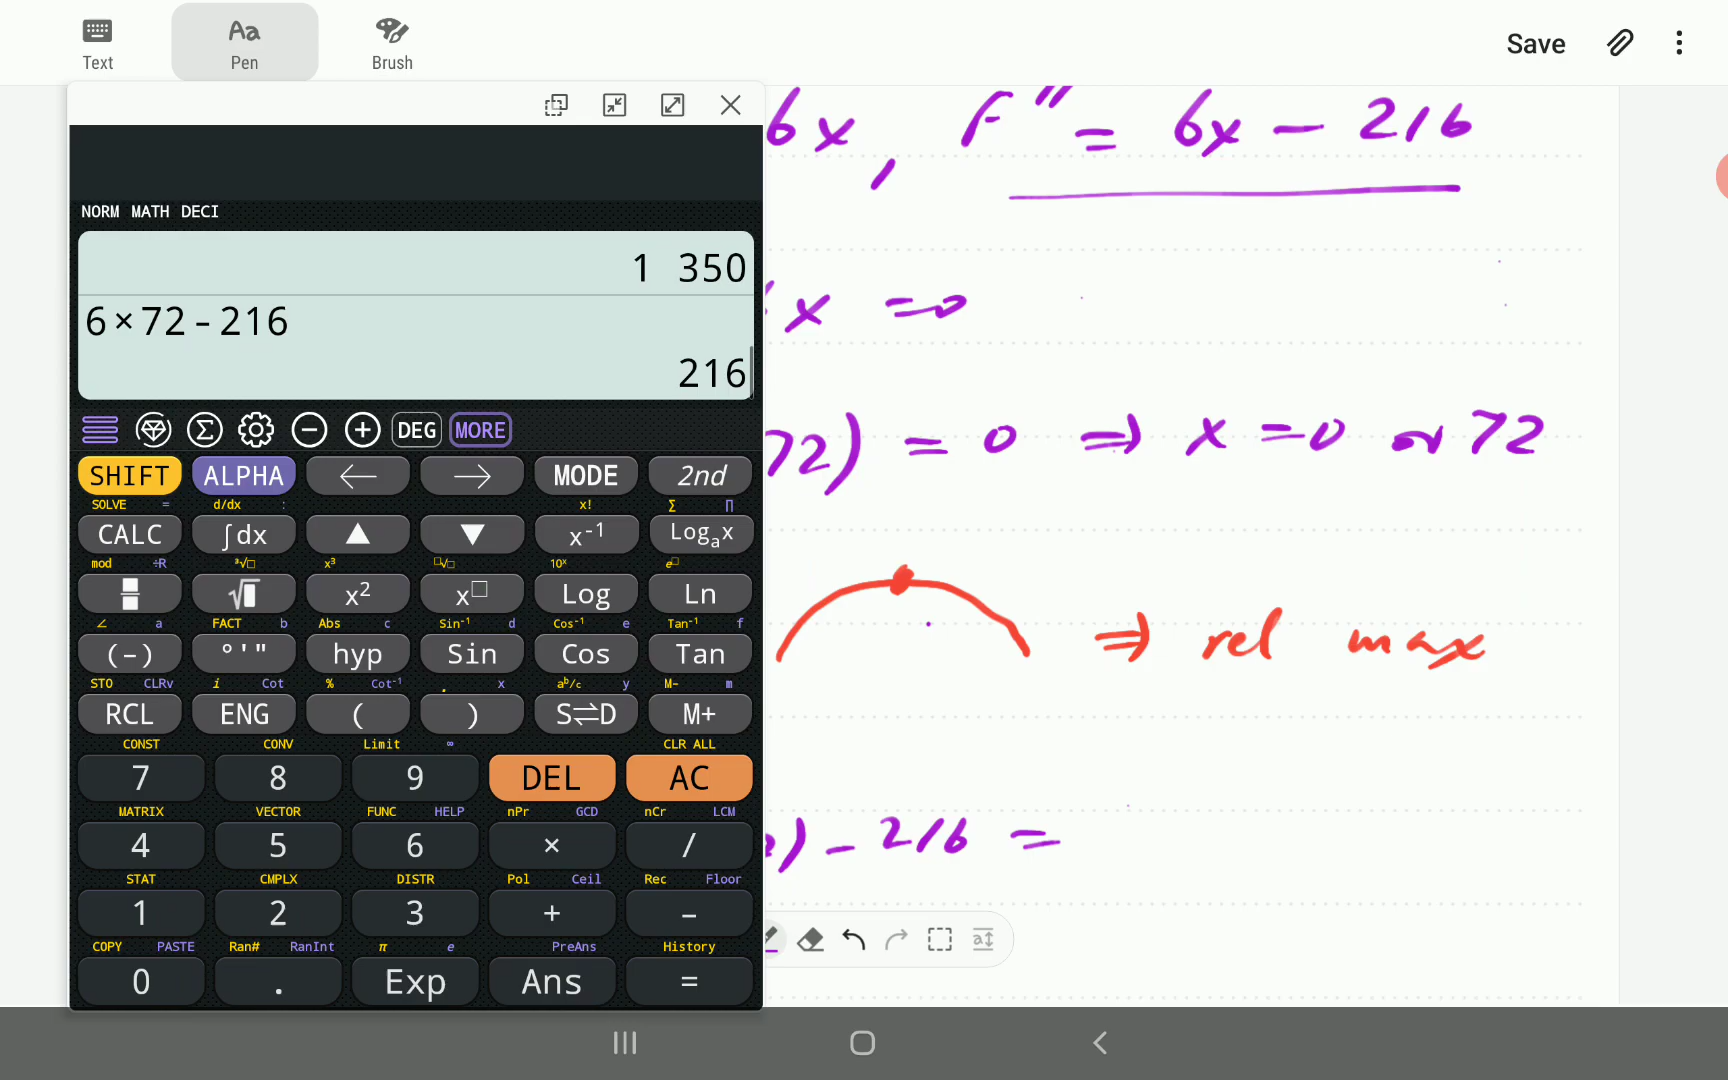 Text
Pen
Brush
Save
NORM MATH DECI
1 350
6×72-216
216
DEG MORE
SHIFT ALPHA ← → MODE 2nd
SOLVE = d/dx : x! ∑ ∏
CALC ∫dx ▲ ▼ x⁻¹ Logₐx
mod ÷R ³√□ x³ □√□ 10ˣ e□
√ x² x□ Log Ln
∠ a FACT b Abs c Sin⁻¹ d Cos⁻¹ e Tan⁻¹ f
(-) °'" hyp Sin Cos Tan
STO CLRv i Cot % Cot⁻¹ , x aᵇ/c y M- m
RCL ENG ( ) S⇌D M+
CONST CONV Limit ∞ CLR ALL
7 8 9 DEL AC
MATRIX VECTOR FUNC HELP nPr GCD nCr LCM
4 5 6 × /
STAT CMPLX DISTR Pol Ceil Rec Floor
1 2 3 + -
COPY PASTE Ran# RanInt π e PreAns History
0 . Exp Ans =
6x, F″ = 6x - 216
x = 0
72) = 0 ⇒ x = 0 or 72
⇒ rel max
) - 216 =